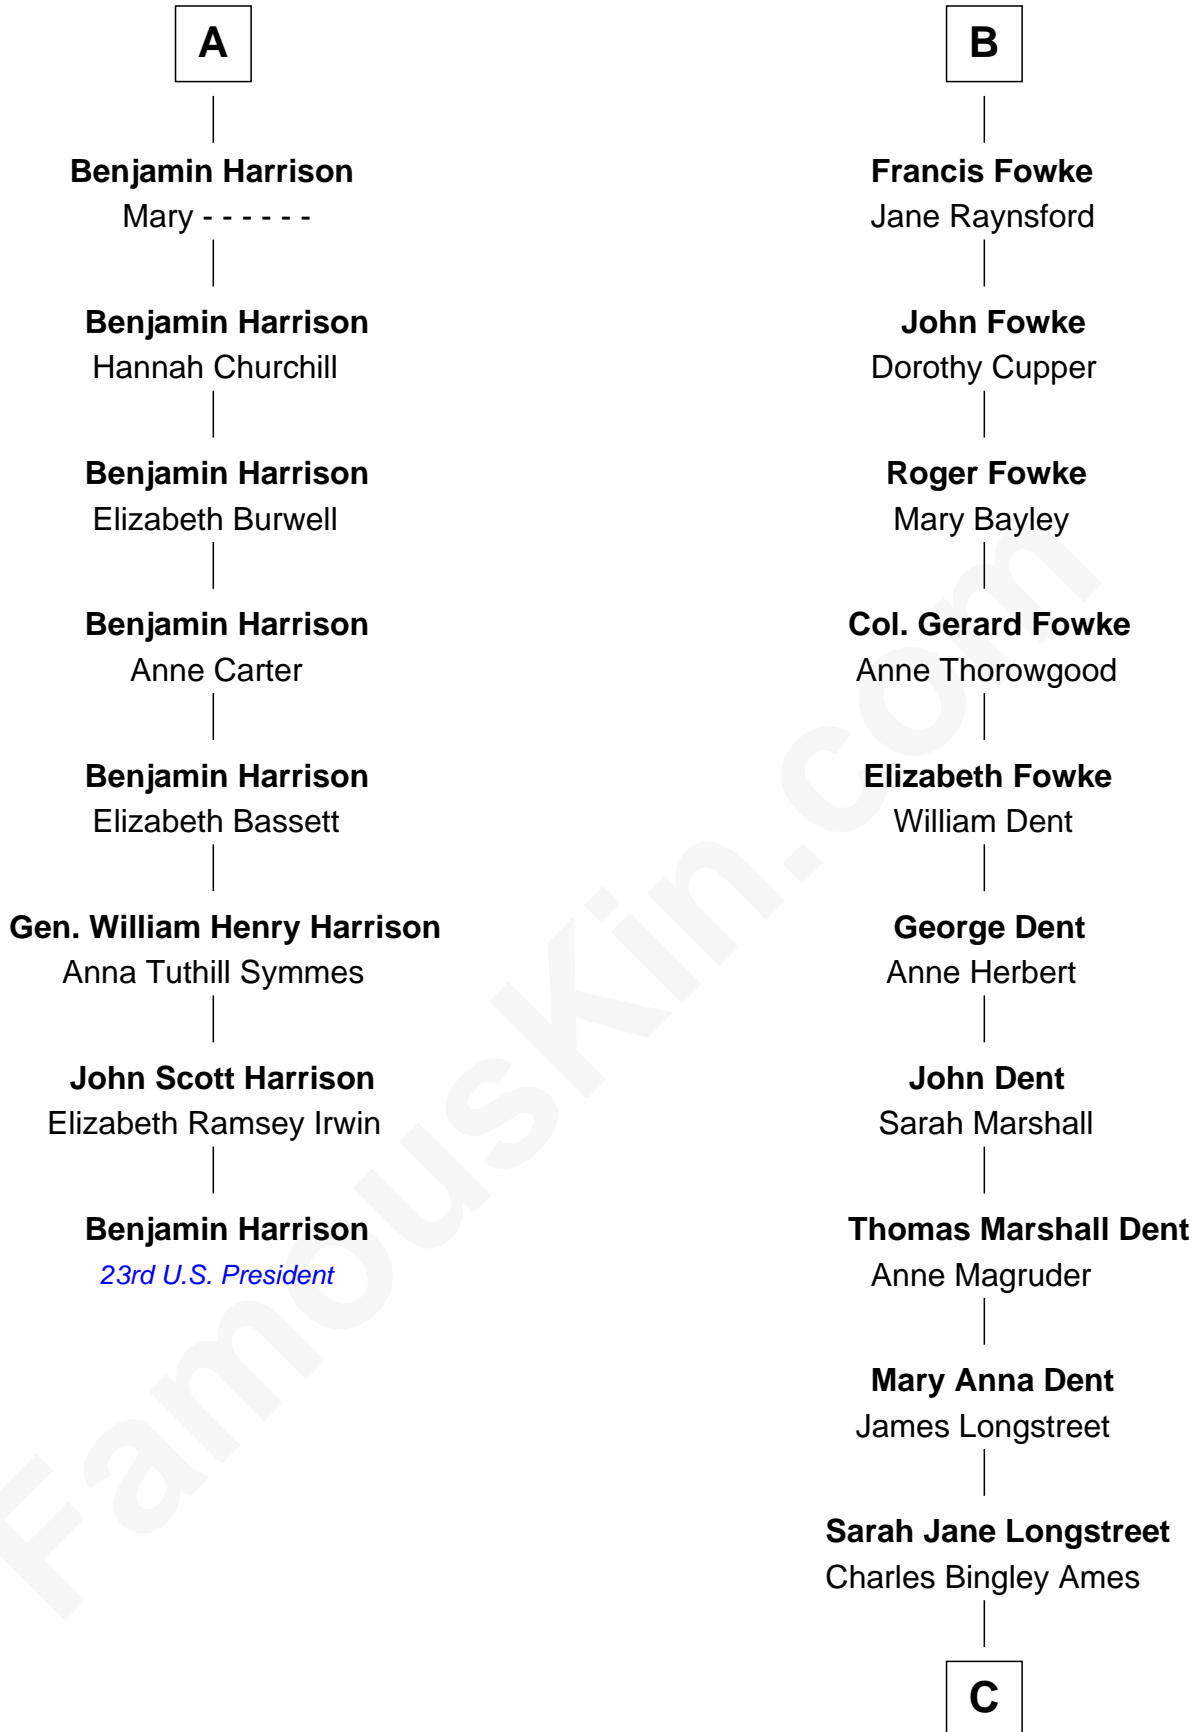 A
Benjamin Harrison
Mary - - - - - -
Benjamin Harrison
Hannah Churchill
Benjamin Harrison
Elizabeth Burwell
Benjamin Harrison
Anne Carter
Benjamin Harrison
Elizabeth Bassett
Gen. William Henry Harrison
Anna Tuthill Symmes
John Scott Harrison
Elizabeth Ramsey Irwin
Benjamin Harrison
23rd U.S. President
B
Francis Fowke
Jane Raynsford
John Fowke
Dorothy Cupper
Roger Fowke
Mary Bayley
Col. Gerard Fowke
Anne Thorowgood
Elizabeth Fowke
William Dent
George Dent
Anne Herbert
John Dent
Sarah Marshall
Thomas Marshall Dent
Anne Magruder
Mary Anna Dent
James Longstreet
Sarah Jane Longstreet
Charles Bingley Ames
C
FamousKin.com